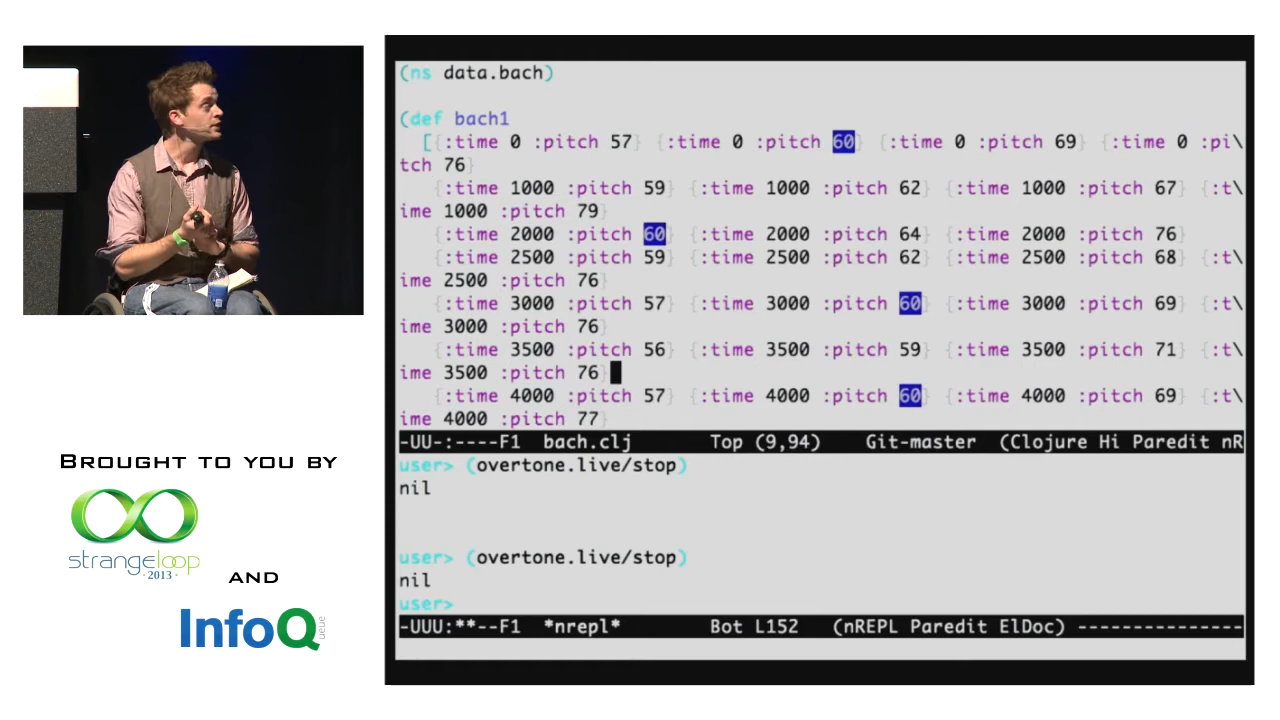 (ns data.bach)
(def bach1
[{:time 0 :pitch 57} {:time 0 :pitch 60} {:time 0 :pitch 69} {:time 0 :pi\
tch 76}
{:time 1000 :pitch 59} {:time 1000 :pitch 62} {:time 1000 :pitch 67} {:t\
ime 1000 :pitch 79}
{:time 2000 :pitch 60} {:time 2000 :pitch 64} {:time 2000 :pitch 76}
{:time 2500 :pitch 59} {:time 2500 :pitch 62} {:time 2500 :pitch 68} {:t\
ime 2500 :pitch 76}
{:time 3000 :pitch 57} {:time 3000 :pitch 60} {:time 3000 :pitch 69} {:t\
ime 3000 :pitch 76}
{:time 3500 :pitch 56} {:time 3500 :pitch 59} {:time 3500 :pitch 71} {:t\
ime 3500 :pitch 76}
{:time 4000 :pitch 57} {:time 4000 :pitch 60} {:time 4000 :pitch 69} {:t\
ime 4000 :pitch 77}
-UU-:----F1 bach.clj Top (9,94) Git-master (Clojure Hi Paredit nR
user> (overtone.live/stop)
nil
user> (overtone.live/stop)
nil
user>
-UUU:**--F1 *nrepl* Bot L152 (nREPL Paredit ElDoc) ---------------
BROUGHT TO YOU BY
strangeloop
·2013·
AND
InfoQ